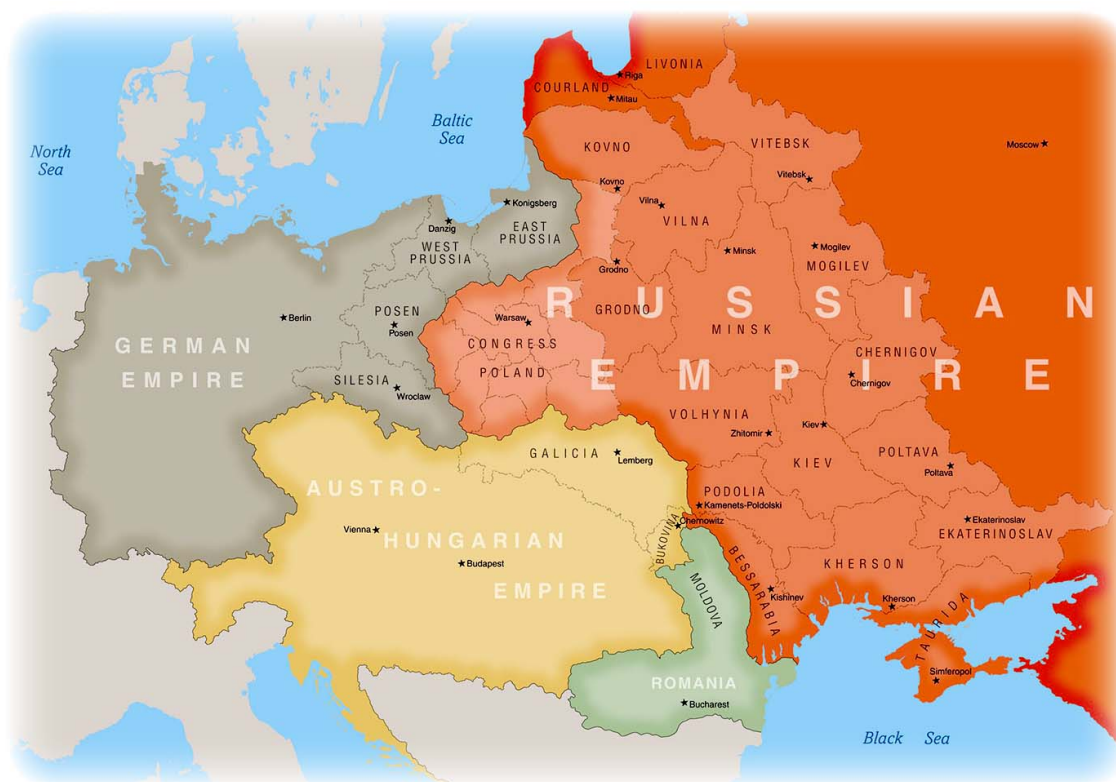 LIVONIA
Riga
COURLAND
Mitau
Baltic
Sea
North
Sea
KOVNO
VITEBSK
Moscow
Kovno
Vitebsk
Vilna
VILNA
Konigsberg
Danzig
EAST
PRUSSIA
WEST
PRUSSIA
Minsk
Mogilev
MOGILEV
Grodno
RUSSIAN
EMPIRE
GRODNO
MINSK
Berlin
POSEN
Posen
Warsaw
CONGRESS
POLAND
GERMAN
EMPIRE
CHERNIGOV
Chernigov
SILESIA
Wroclaw
VOLHYNIA
Zhitomir
Kiev
KIEV
POLTAVA
Poltava
GALICIA
Lemberg
AUSTRO-
HUNGARIAN
EMPIRE
PODOLIA
Kamenets-Poldolski
Chernowitz
BUKOVINA
Vienna
Budapest
Ekaterinoslav
EKATERINOSLAV
BESSARABIA
KHERSON
MOLDOVA
Kishinev
Kherson
TAURIDA
Simferopol
ROMANIA
Bucharest
Black Sea